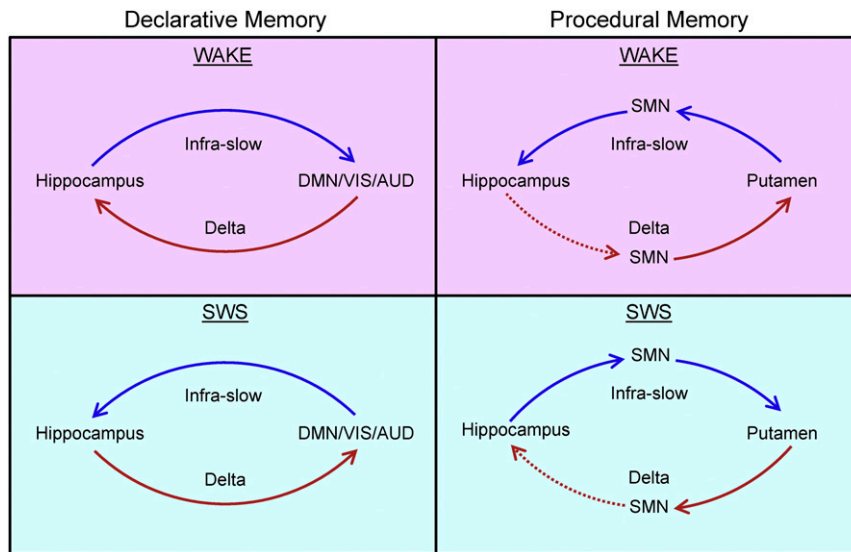 Declarative Memory
Procedural Memory
WAKE
Infra-slow
Hippocampus
DMN/VIS/AUD
Delta
WAKE
SMN
Infra-slow
Hippocampus
Putamen
Delta
SMN
SWS
Infra-slow
Hippocampus
DMN/VIS/AUD
Delta
SWS
SMN
Infra-slow
Hippocampus
Putamen
Delta
SMN